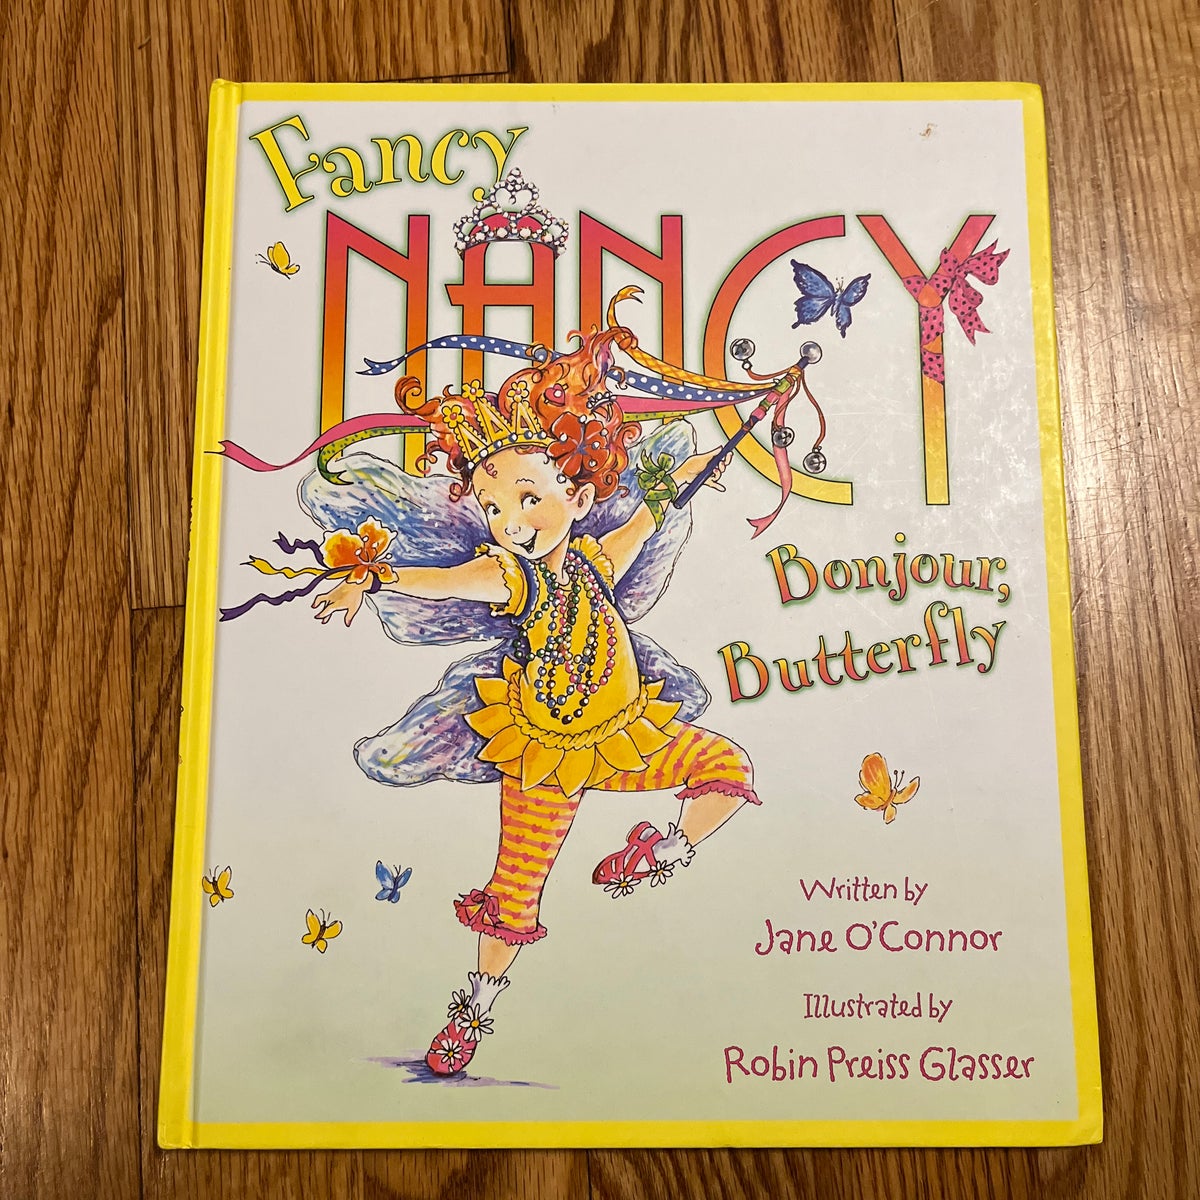 Fancy
NANCY
Bonjour,
Butterfly
Written by
Jane O'Connor
Illustrated by
Robin Preiss Glasser